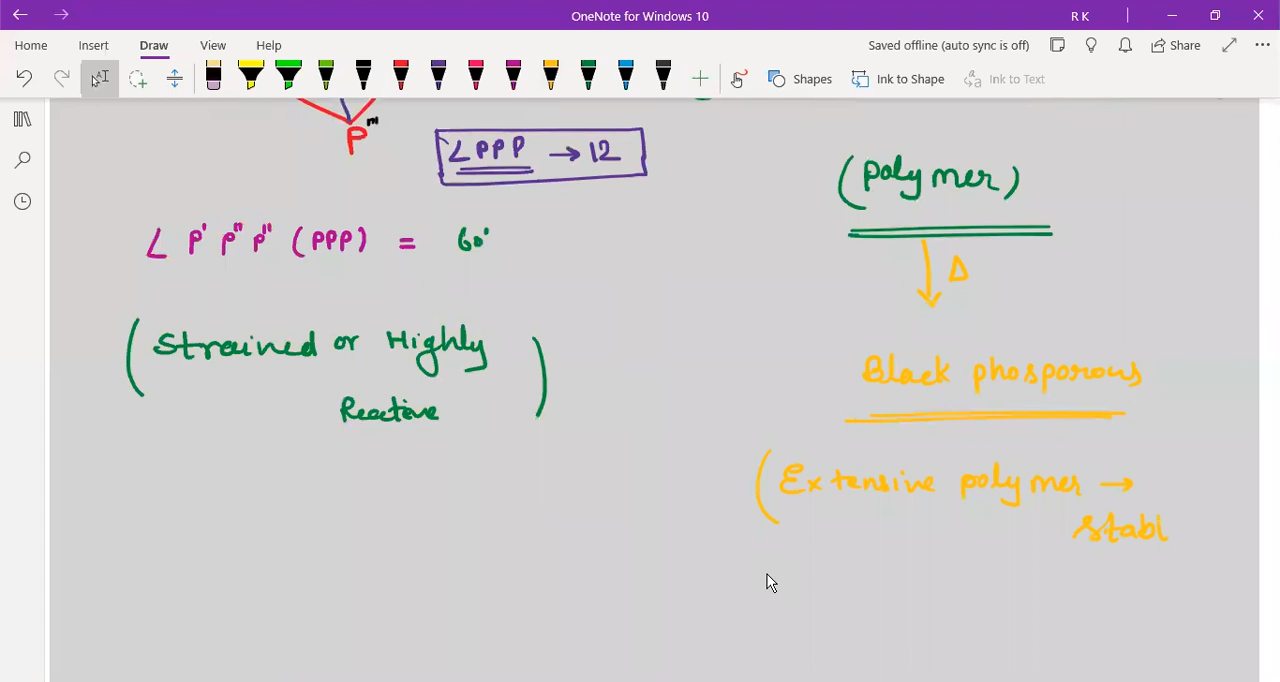 OneNote for Windows 10
R K
Home Insert Draw View Help
Saved offline (auto sync is off)
Share
Shapes
Ink to Shape
Ink to Text
P'''
∠PPP → 12
∠ P' P'' P'' (PPP) = 60°
(Strained or Highly
Reactive)
(Polymer)
Δ
Black phosporous
(Extensive polymer →
stabl